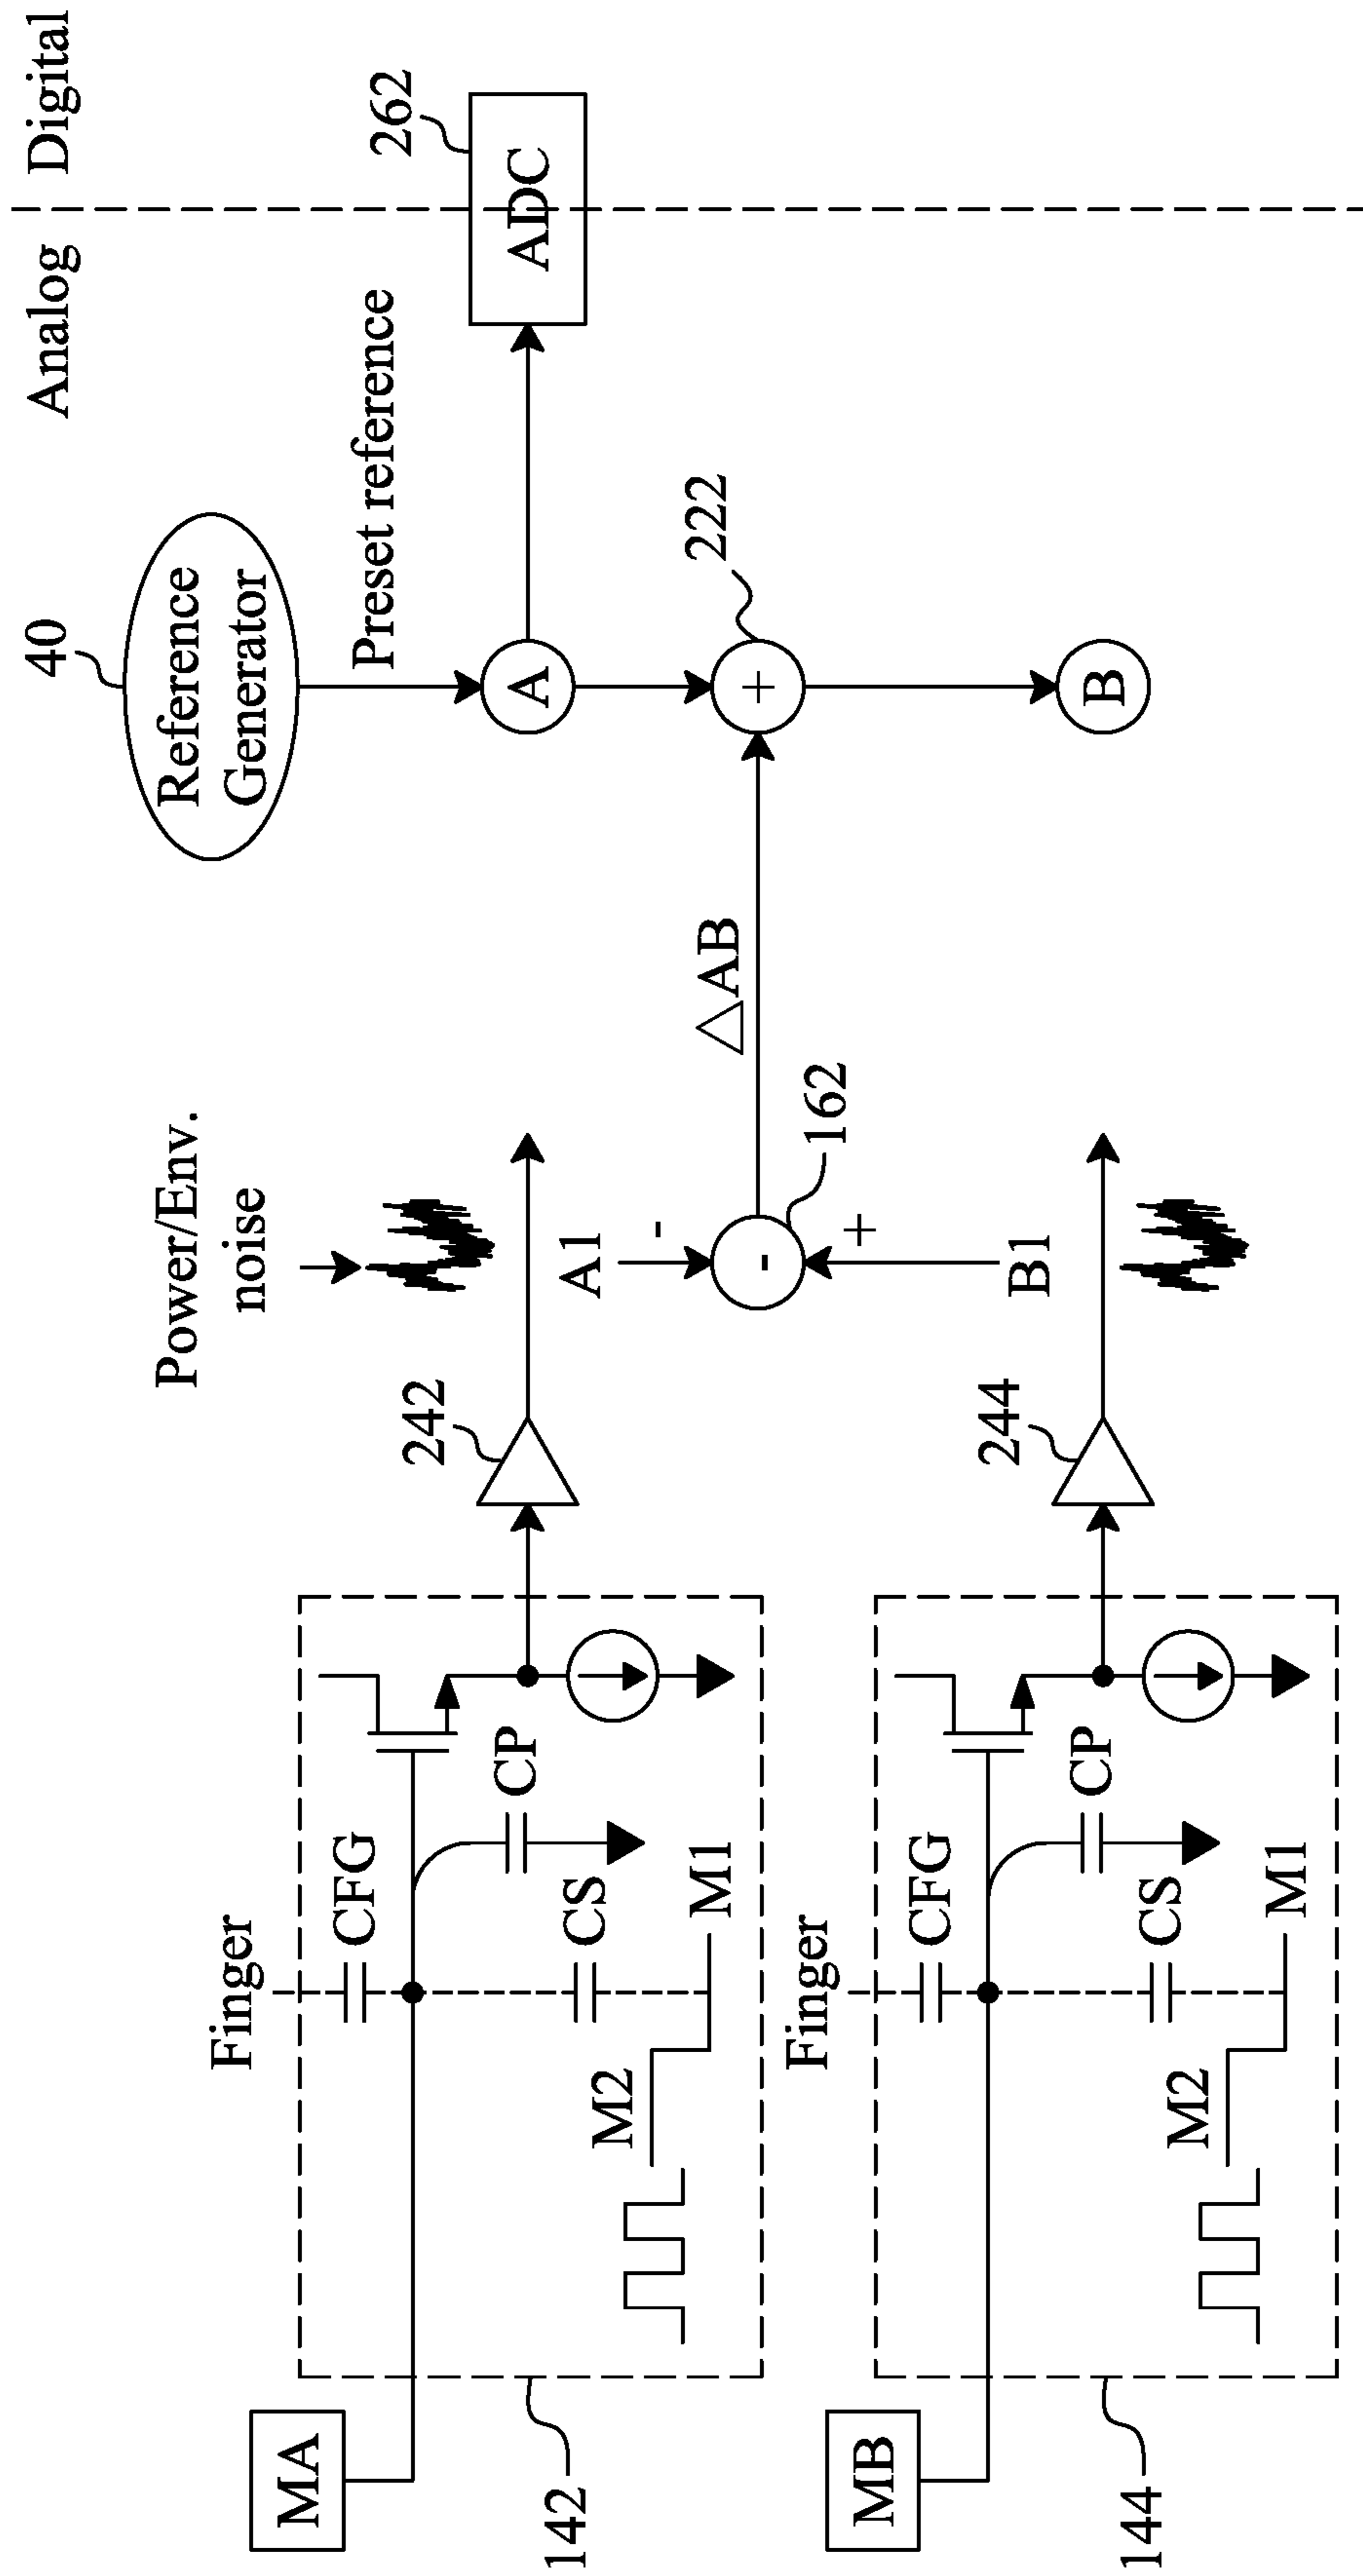 Analog
Digital
40
Reference
Generator
Preset reference
262
ADC
A
222
+
B
Power/Env.
noise
242
A1
-
-
162
△AB
+
B1
244
Finger
CFG
CP
CS
M2
M1
MA
142
Finger
CFG
CP
CS
M2
M1
MB
144